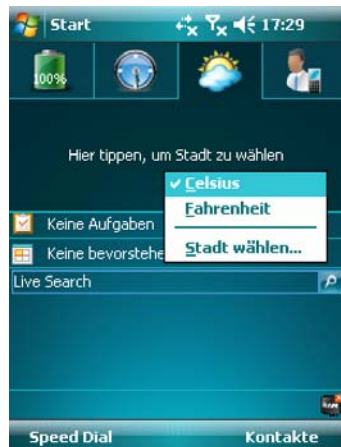 Start 17:29
100%
Hier tippen, um Stadt zu wählen
Celsius
Fahrenheit
Stadt wählen...
Keine Aufgaben
Keine bevorstehe
Live Search
Speed Dial Kontakte